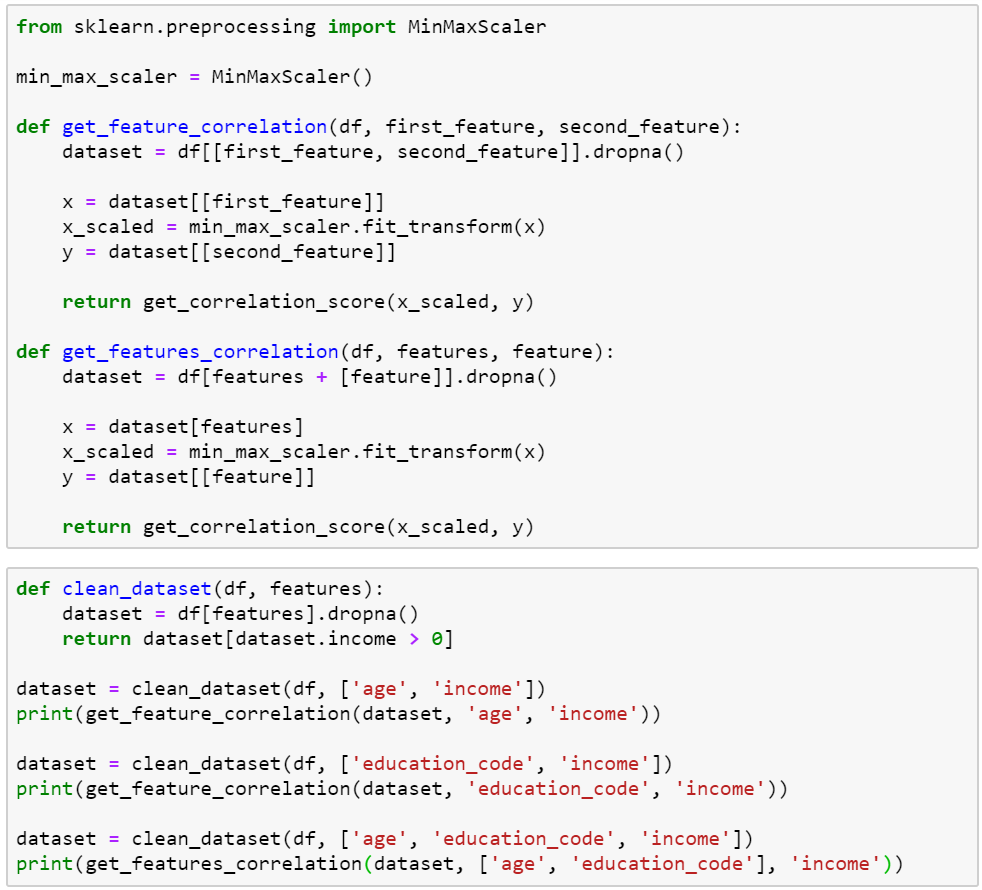 from sklearn.preprocessing import MinMaxScaler

min_max_scaler = MinMaxScaler()

def get_feature_correlation(df, first_feature, second_feature):
    dataset = df[[first_feature, second_feature]].dropna()

    x = dataset[[first_feature]]
    x_scaled = min_max_scaler.fit_transform(x)
    y = dataset[[second_feature]]

    return get_correlation_score(x_scaled, y)

def get_features_correlation(df, features, feature):
    dataset = df[features + [feature]].dropna()

    x = dataset[features]
    x_scaled = min_max_scaler.fit_transform(x)
    y = dataset[[feature]]

    return get_correlation_score(x_scaled, y)

def clean_dataset(df, features):
    dataset = df[features].dropna()
    return dataset[dataset.income > 0]

dataset = clean_dataset(df, ['age', 'income'])
print(get_feature_correlation(dataset, 'age', 'income'))

dataset = clean_dataset(df, ['education_code', 'income'])
print(get_feature_correlation(dataset, 'education_code', 'income'))

dataset = clean_dataset(df, ['age', 'education_code', 'income'])
print(get_features_correlation(dataset, ['age', 'education_code'], 'income'))